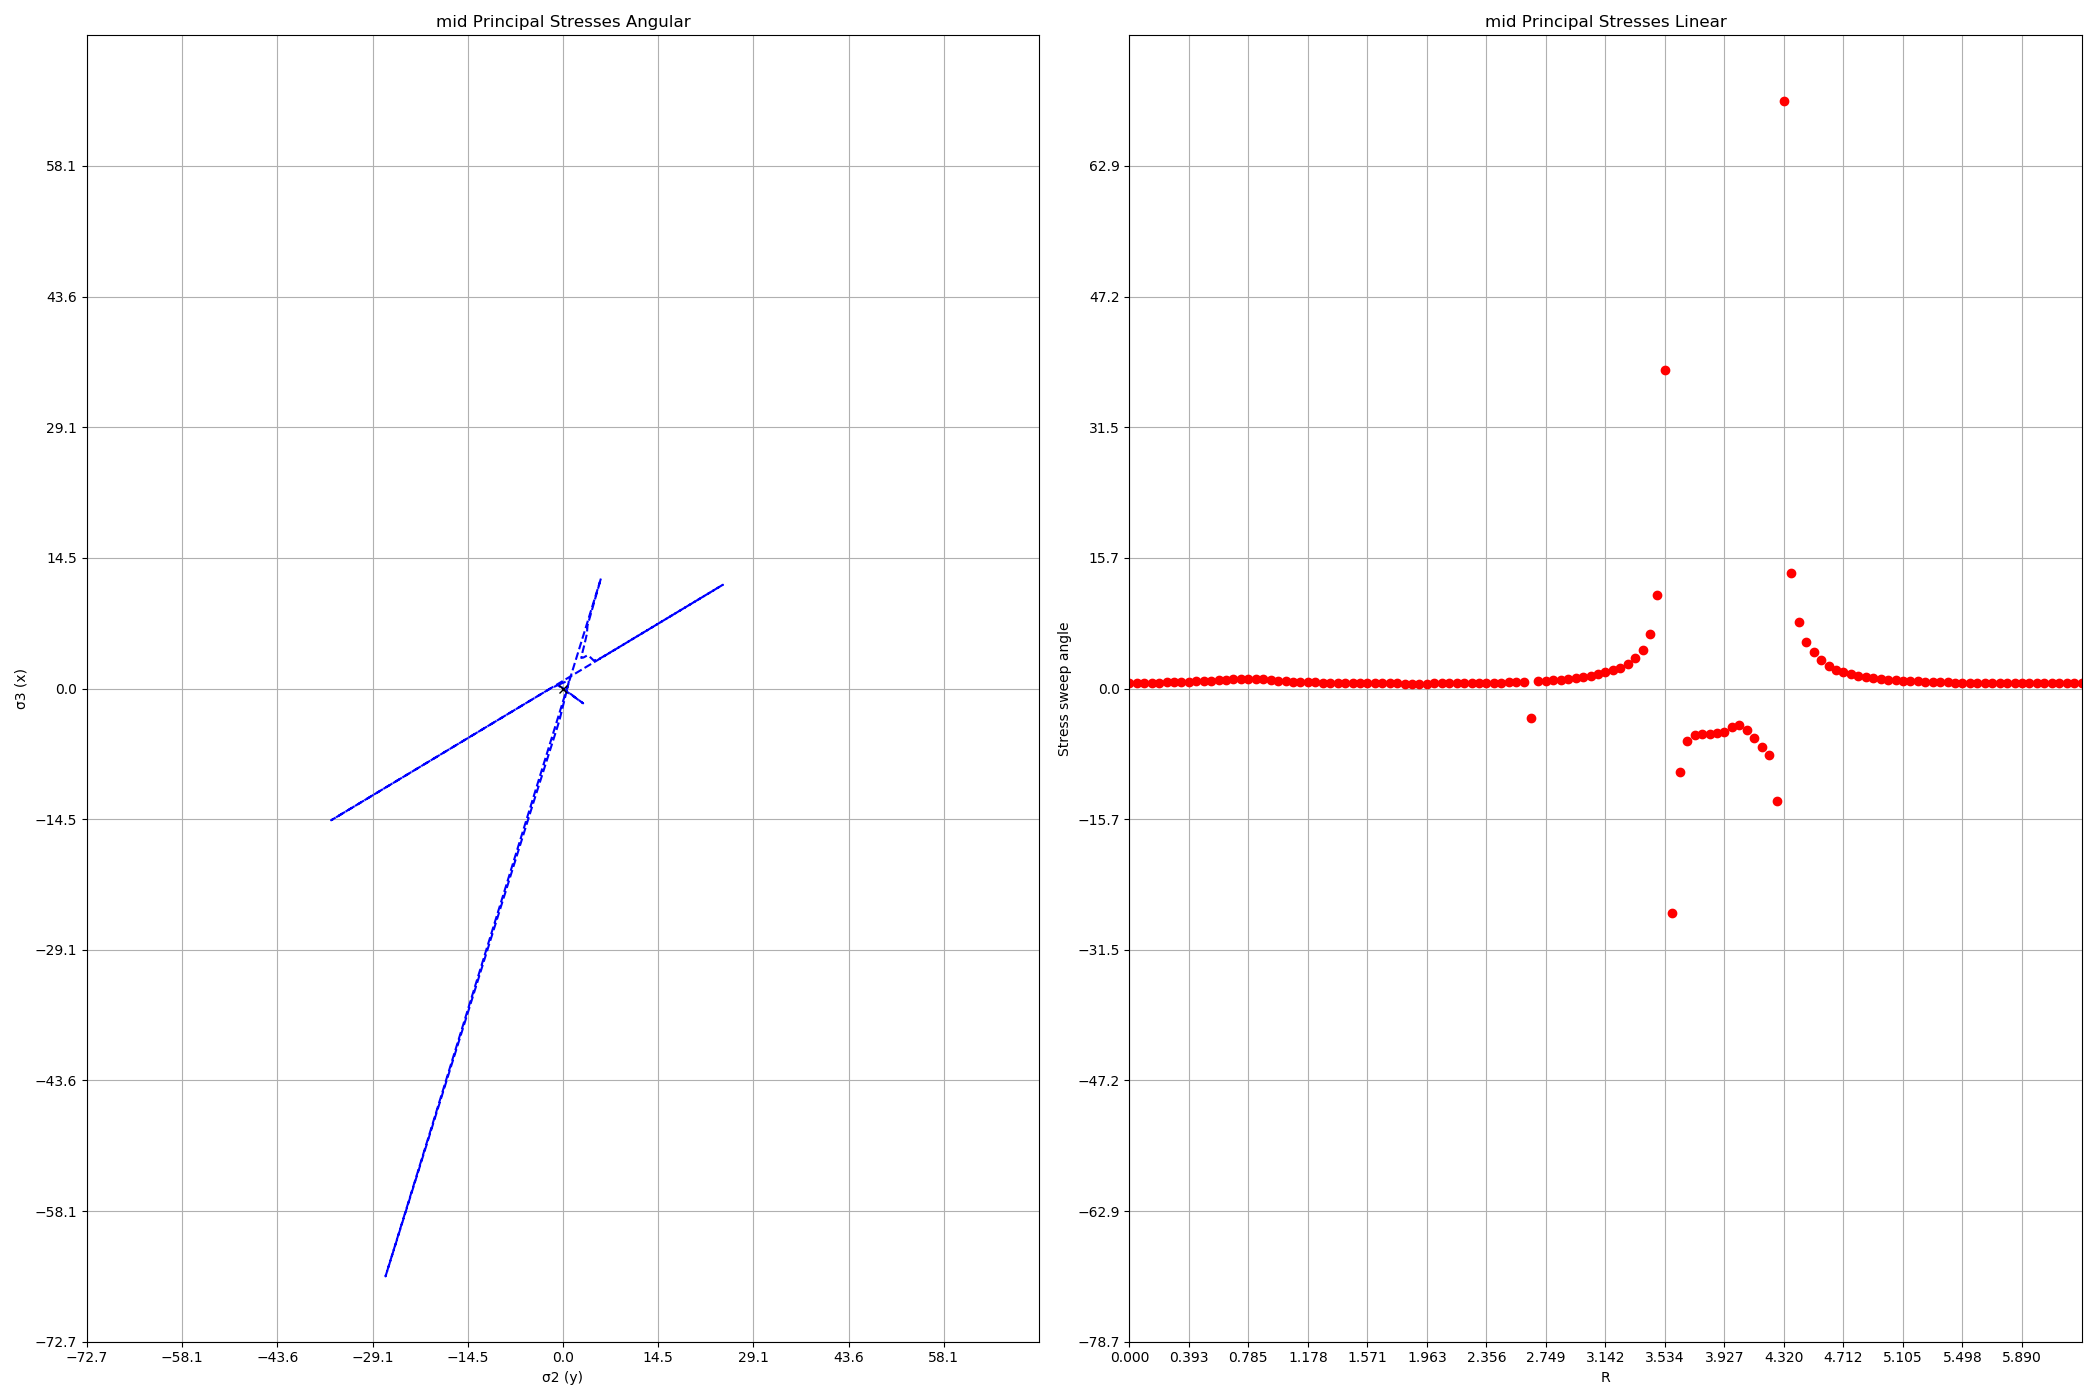 mid Principal Stresses Angular
58.1
43.6
29.1
14.5
0.0
−14.5
−29.1
−43.6
−58.1
−72.7
σ3 (x)
−72.7 −58.1 −43.6 −29.1 −14.5 0.0 14.5 29.1 43.6 58.1
σ2 (y)
mid Principal Stresses Linear
62.9
47.2
31.5
15.7
0.0
−15.7
−31.5
−47.2
−62.9
−78.7
Stress sweep angle
0.000 0.393 0.785 1.178 1.571 1.963 2.356 2.749 3.142 3.534 3.927 4.320 4.712 5.105 5.498 5.890
R